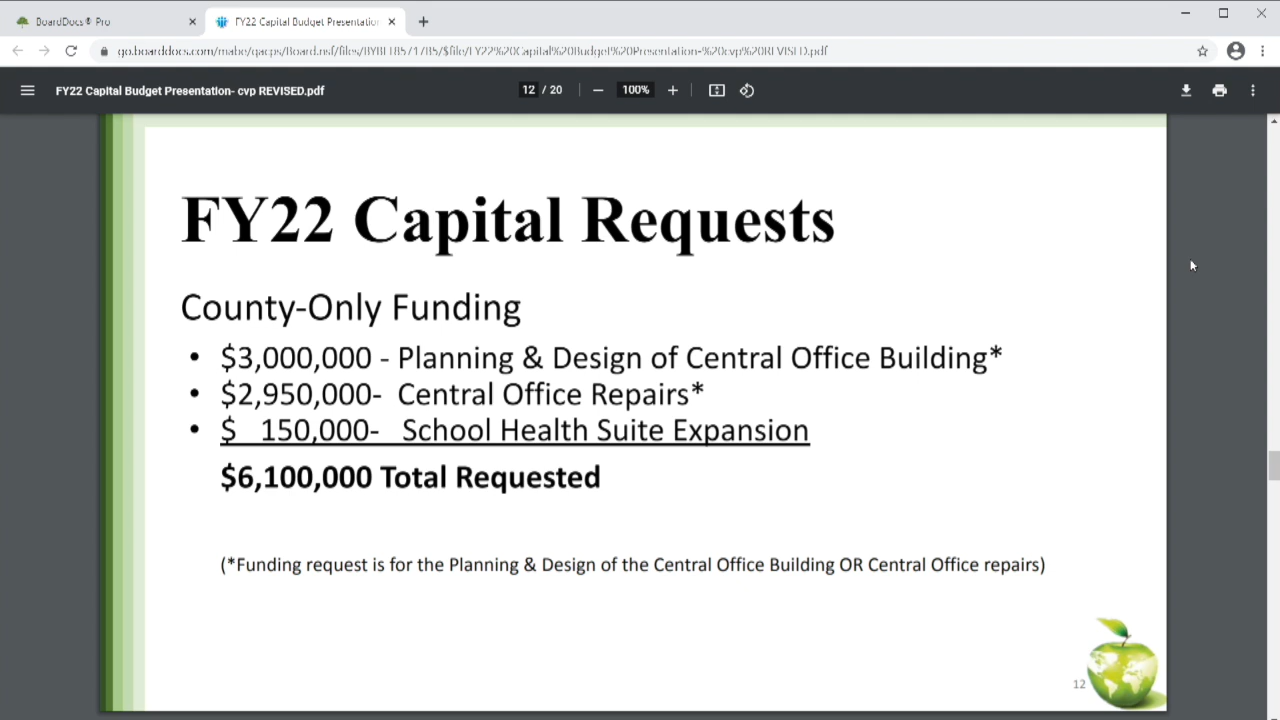 BoardDocs® Pro
FY22 Capital Budget Presentation
FY22 Capital Budget Presentation- cvp REVISED.pdf
12 / 20
100%
FY22 Capital Requests
County-Only Funding
• $3,000,000 - Planning & Design of Central Office Building*
• $2,950,000- Central Office Repairs*
• $ 150,000- School Health Suite Expansion
$6,100,000 Total Requested
(*Funding request is for the Planning & Design of the Central Office Building OR Central Office repairs)
12